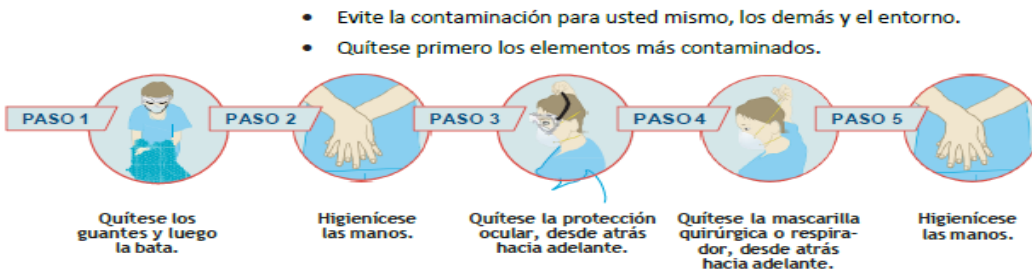 • Evite la contaminación para usted mismo, los demás y el entorno.
• Quítese primero los elementos más contaminados.
PASO 1
PASO 2
PASO 3
PASO 4
PASO 5
Quítese los
guantes y luego
la bata.
Higienícese
las manos.
Quítese la protección
ocular, desde atrás
hacia adelante.
Quítese la mascarilla
quirúrgica o respira-
dor, desde atrás
hacia adelante.
Higienícese
las manos.